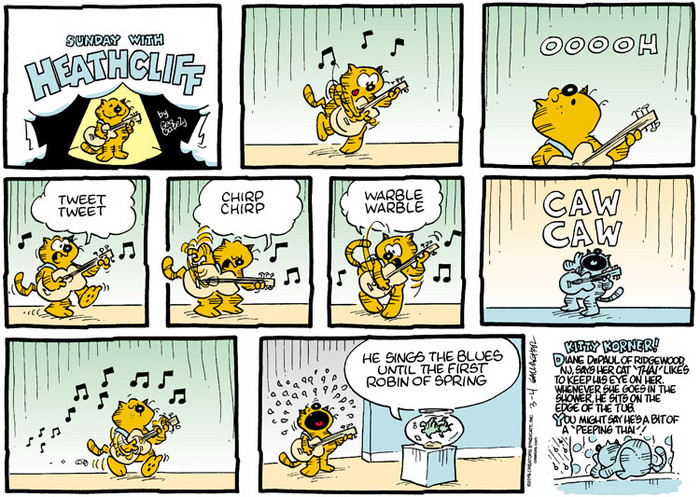 SUNDAY WITH
HEATHCLIFF
by
OOOOH
TWEET
TWEET
CHIRP
CHIRP
WARBLE
WARBLE
CAW
CAW
HE SINGS THE BLUES
UNTIL THE FIRST
ROBIN OF SPRING
3-4 GALLAGHER
KITTY KORNER!
DIANE DEPAUL OF RIDGEWOOD,
NJ, SAYS HER CAT "THAI" LIKES
TO KEEP HIS EYE ON HER.
WHENEVER SHE GOES IN THE
SHOWER, HE SITS ON THE
EDGE OF THE TUB.
YOU MIGHT SAY HE'S A BIT OF
A "PEEPING THAI"!